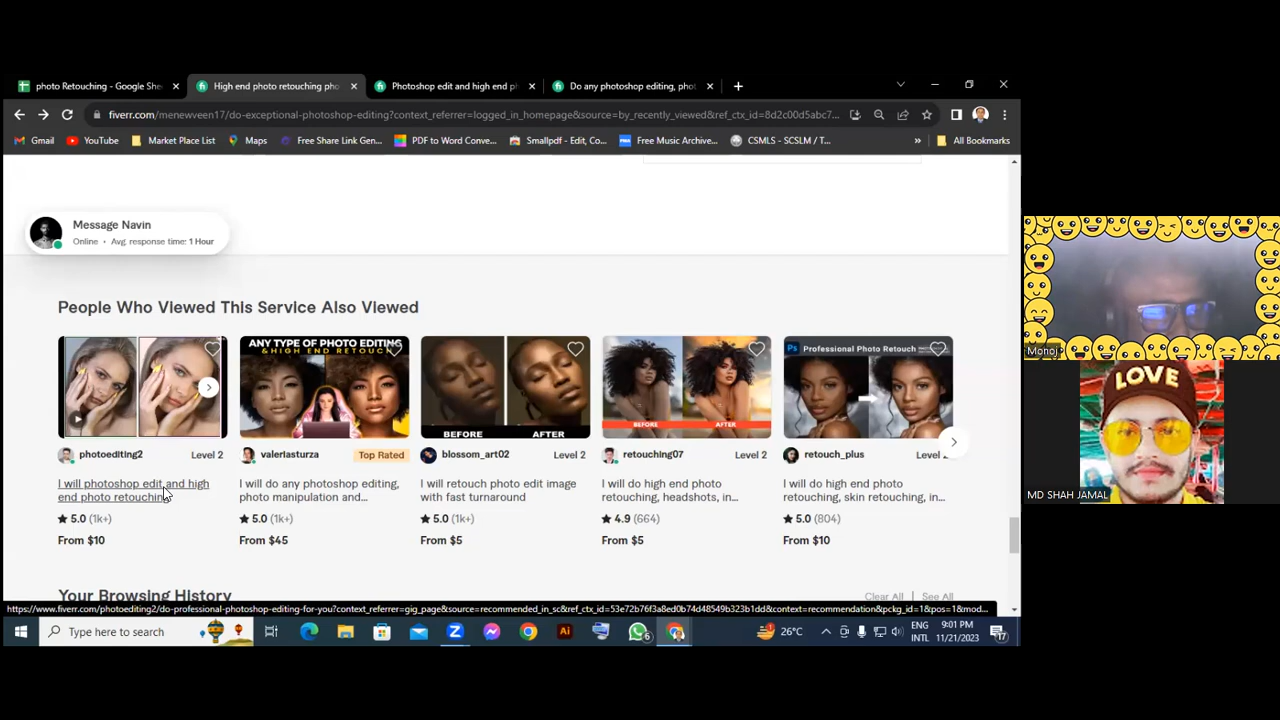 photo Retouching - Google She
High end photo retouching pho
Photoshop edit and high end ph
Do any photoshop editing, phot
fiverr.com/menewveen17/do-exceptional-photoshop-editing?context_referrer=logged_in_homepage&source=by_recently_viewed&ref_ctx_id=8d2c00d5abc7...
Gmail
YouTube
Market Place List
Maps
Free Share Link Gen...
PDF to Word Conve...
Smallpdf - Edit, Co...
Free Music Archive...
CSMLS - SCSLM / T...
»
All Bookmarks
Message Navin
Online • Avg. response time: 1 Hour
People Who Viewed This Service Also Viewed
ANY TYPE OF PHOTO EDITING
& HIGH END RETOUCH
BEFORE AFTER
BEFORE AFTER
Ps Professional Photo Retouch
photoediting2 Level 2
valeriasturza Top Rated
blossom_art02 Level 2
retouching07 Level 2
retouch_plus Level
I will photoshop edit and high
end photo retouching
I will do any photoshop editing,
photo manipulation and...
I will retouch photo edit image
with fast turnaround
I will do high end photo
retouching, headshots, in...
I will do high end photo
retouching, skin retouching, in...
5.0 (1k+)
5.0 (1k+)
5.0 (1k+)
4.9 (664)
5.0 (804)
From $10
From $45
From $5
From $5
From $10
Your Browsing History
Clear All | See All
https://www.fiverr.com/photoediting2/do-professional-photoshop-editing-for-you?context_referrer=gig_page&source=recommended_in_sc&ref_ctx_id=53e72b76f3a8ed0b74d48549b323b1dd&context=recommendation&pckg_id=1&pos=1&mod...
Type here to search
Ai
6
26°C
ENG
INTL
9:01 PM
11/21/2023
17
Monoj
LOVE
MD SHAH JAMAL